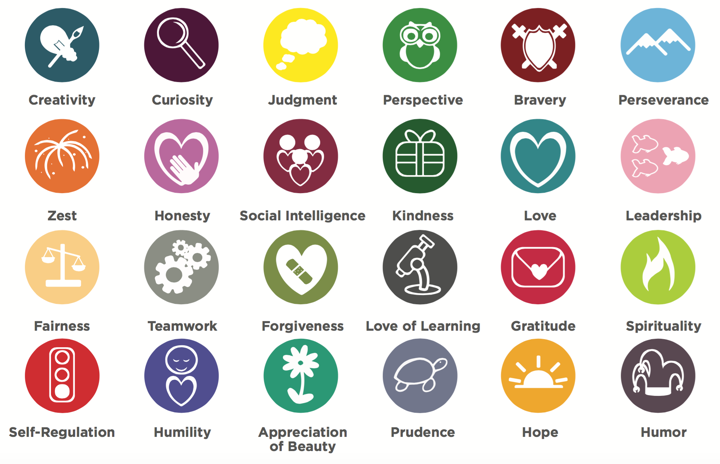 Creativity
Curiosity
Judgment
Perspective
Bravery
Perseverance
Zest
Honesty
Social Intelligence
Kindness
Love
Leadership
Fairness
Teamwork
Forgiveness
Love of Learning
Gratitude
Spirituality
Self-Regulation
Humility
Appreciation
of Beauty
Prudence
Hope
Humor